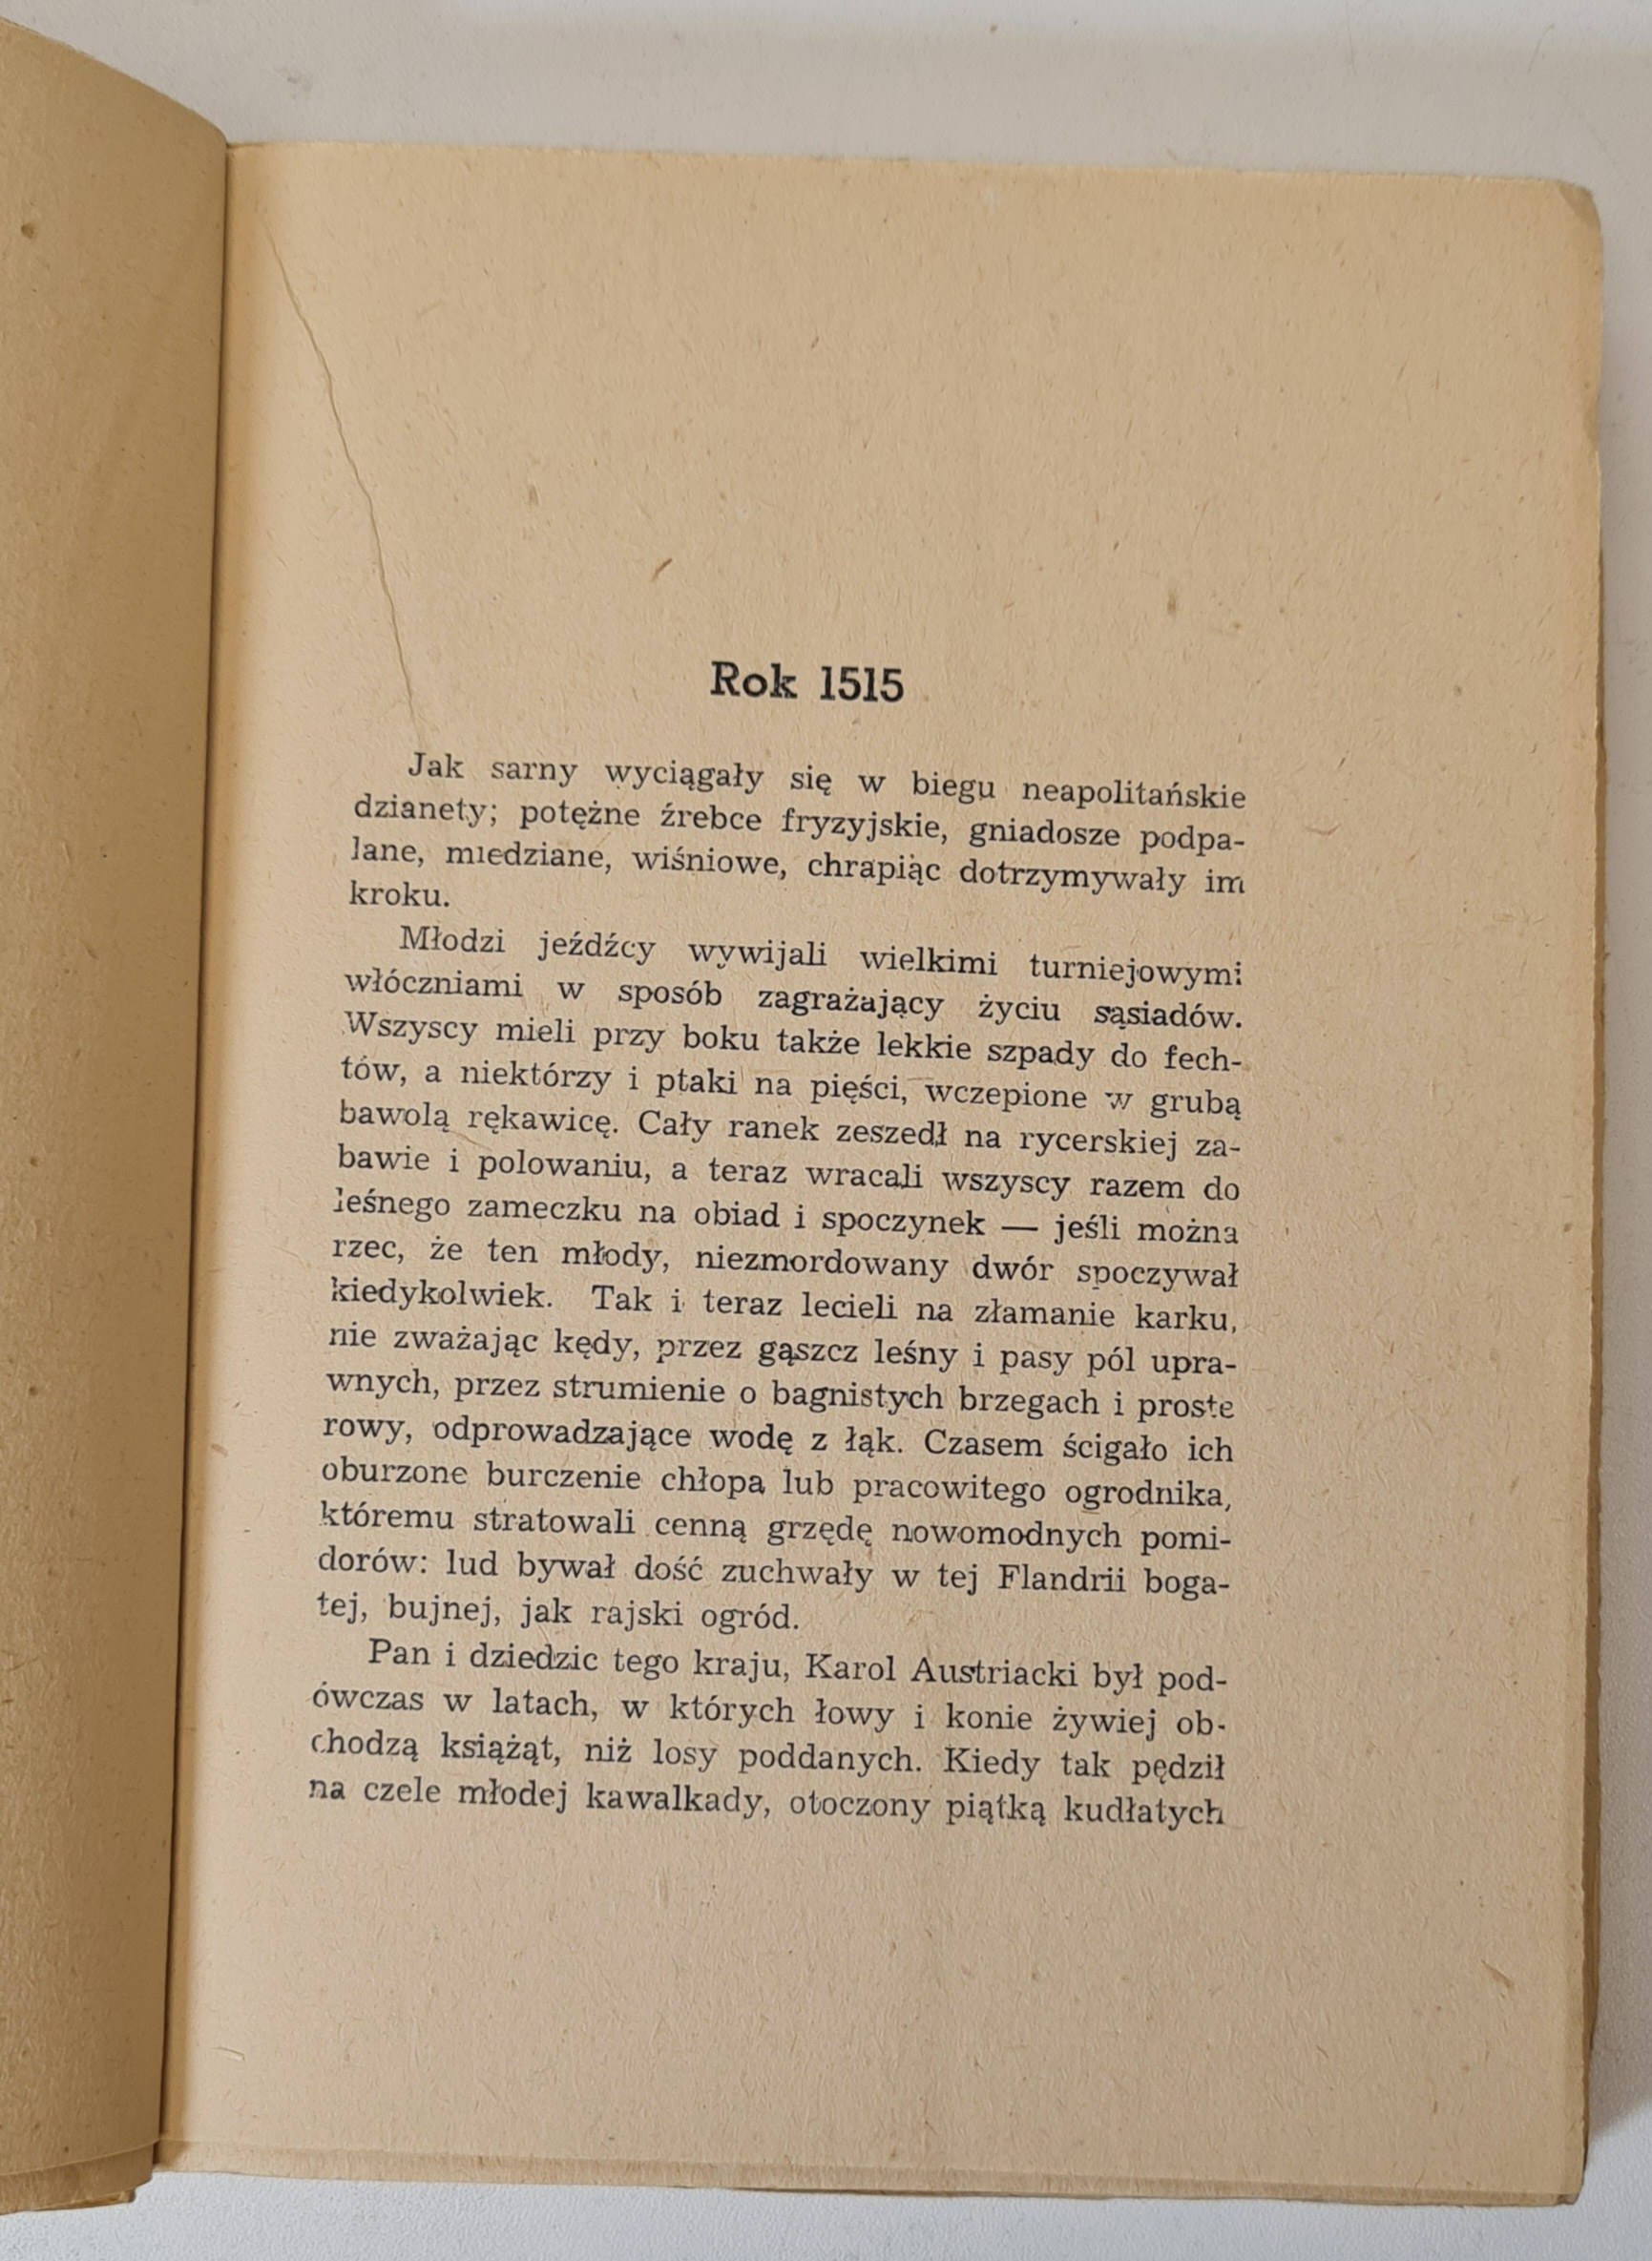 Rok 1515
Jak sarny wyciągały się w biegu neapolitańskie
dzianety; potężne źrebce fryzyjskie, gniadosze podpa-
lane, miedziane, wiśniowe, chrapiąc dotrzymywały im
kroku.
Młodzi jeźdźcy wywijali wielkimi turniejowymi
włóczniami w sposób zagrażający życiu sąsiadów.
Wszyscy mieli przy boku także lekkie szpady do fech-
tów, a niektórzy i ptaki na pięści, wczepione w grubą
bawolą rękawicę. Cały ranek zeszedł na rycerskiej za-
bawie i polowaniu, a teraz wracali wszyscy razem do
leśnego zameczku na obiad i spoczynek — jeśli można
rzec, że ten młody, niezmordowany dwór spoczywał
kiedykolwiek. Tak i teraz lecieli na złamanie karku,
nie zważając kędy, przez gąszcz leśny i pasy pól upra-
wnych, przez strumienie o bagnistych brzegach i proste
rowy, odprowadzające wodę z łąk. Czasem ścigało ich
oburzone burczenie chłopa lub pracowitego ogrodnika,
któremu stratowali cenną grzędę nowomodnych pomi-
dorów: lud bywał dość zuchwały w tej Flandrii boga-
tej, bujnej, jak rajski ogród.
Pan i dziedzic tego kraju, Karol Austriacki był pod-
ówczas w latach, w których łowy i konie żywiej ob-
chodzą książąt, niż losy poddanych. Kiedy tak pędził
na czele młodej kawalkady, otoczony piątką kudłatych